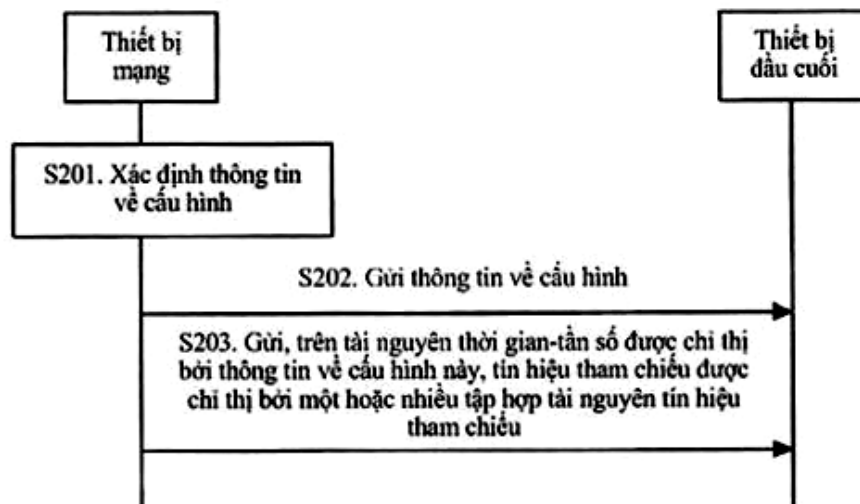 Thiết bị
mạng
Thiết bị
đầu cuối
S201. Xác định thông tin
về cấu hình
S202. Gửi thông tin về cấu hình
S203. Gửi, trên tài nguyên thời gian-tần số được chỉ thị
bởi thông tin về cấu hình này, tín hiệu tham chiếu được
chỉ thị bởi một hoặc nhiều tập hợp tài nguyên tín hiệu
tham chiếu